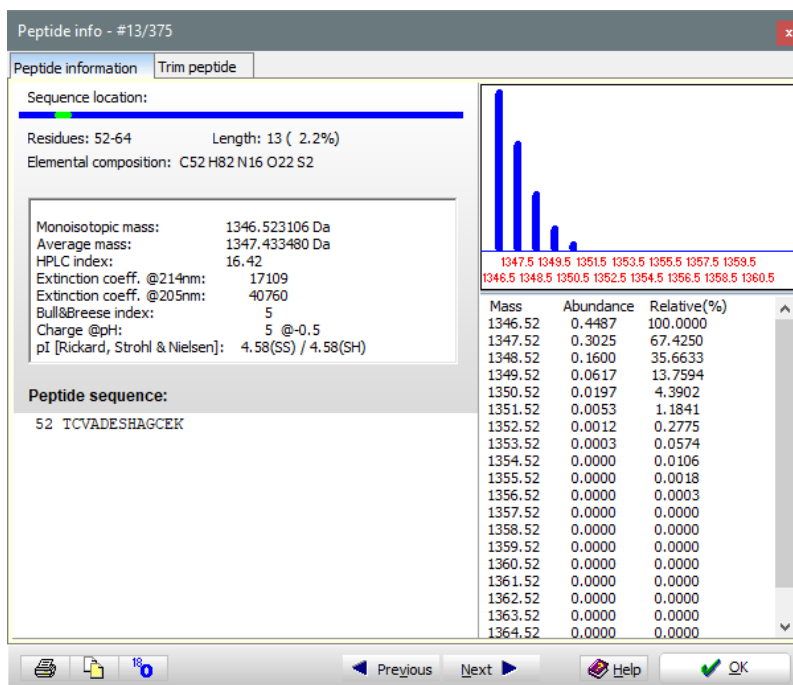 Peptide info - #13/375
x
Peptide information Trim peptide
Sequence location:
Residues: 52-64 Length: 13 ( 2.2%)
Elemental composition: C52 H82 N16 O22 S2
Monoisotopic mass: 1346.523106 Da
Average mass: 1347.433480 Da
HPLC index: 16.42
Extinction coeff. @214nm: 17109
Extinction coeff. @205nm: 40760
Bull&Breese index: 5
Charge @pH: 5 @-0.5
pI [Rickard, Strohl & Nielsen]: 4.58(SS) / 4.58(SH)
Peptide sequence:
52 TCVADESHAGCEK
1347.5 1349.5 1351.5 1353.5 1355.5 1357.5 1359.5
1346.5 1348.5 1350.5 1352.5 1354.5 1356.5 1358.5 1360.5
Mass Abundance Relative(%)
1346.52 0.4487 100.0000
1347.52 0.3025 67.4250
1348.52 0.1600 35.6633
1349.52 0.0617 13.7594
1350.52 0.0197 4.3902
1351.52 0.0053 1.1841
1352.52 0.0012 0.2775
1353.52 0.0003 0.0574
1354.52 0.0000 0.0106
1355.52 0.0000 0.0018
1356.52 0.0000 0.0003
1357.52 0.0000 0.0000
1358.52 0.0000 0.0000
1359.52 0.0000 0.0000
1360.52 0.0000 0.0000
1361.52 0.0000 0.0000
1362.52 0.0000 0.0000
1363.52 0.0000 0.0000
1364.52 0.0000 0.0000
18O Previous Next Help OK